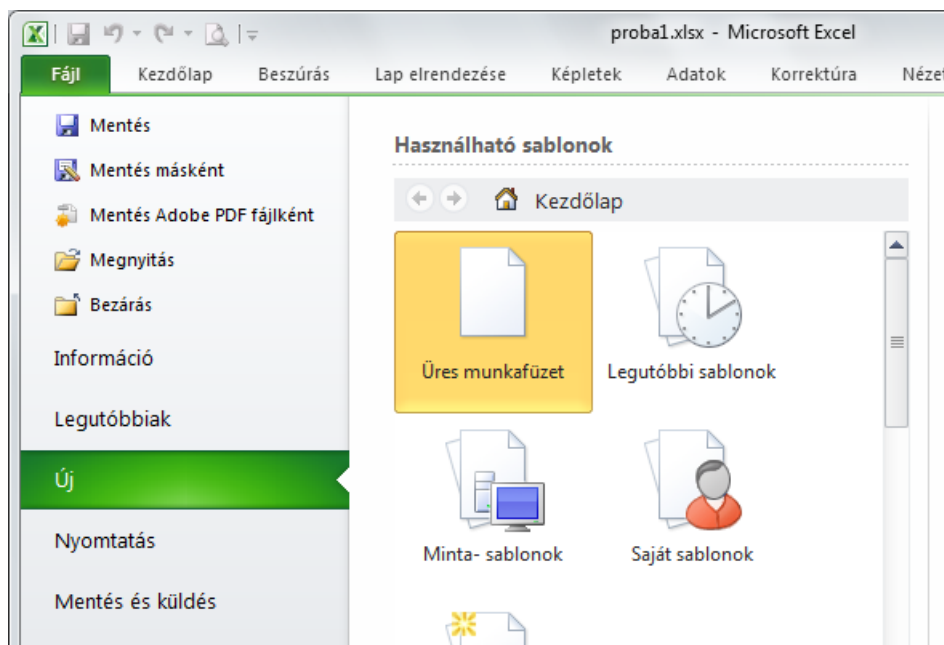 proba1.xlsx - Microsoft Excel
Fájl Kezdőlap Beszúrás Lap elrendezése Képletek Adatok Korrektúra
Mentés
Mentés másként
Mentés Adobe PDF fájlként
Megnyitás
Bezárás
Információ
Legutóbbiak
Új
Nyomtatás
Mentés és küldés
Használható sablonok
Kezdőlap
Üres munkafüzet Legutóbbi sablonok
Minta- sablonok Saját sablonok